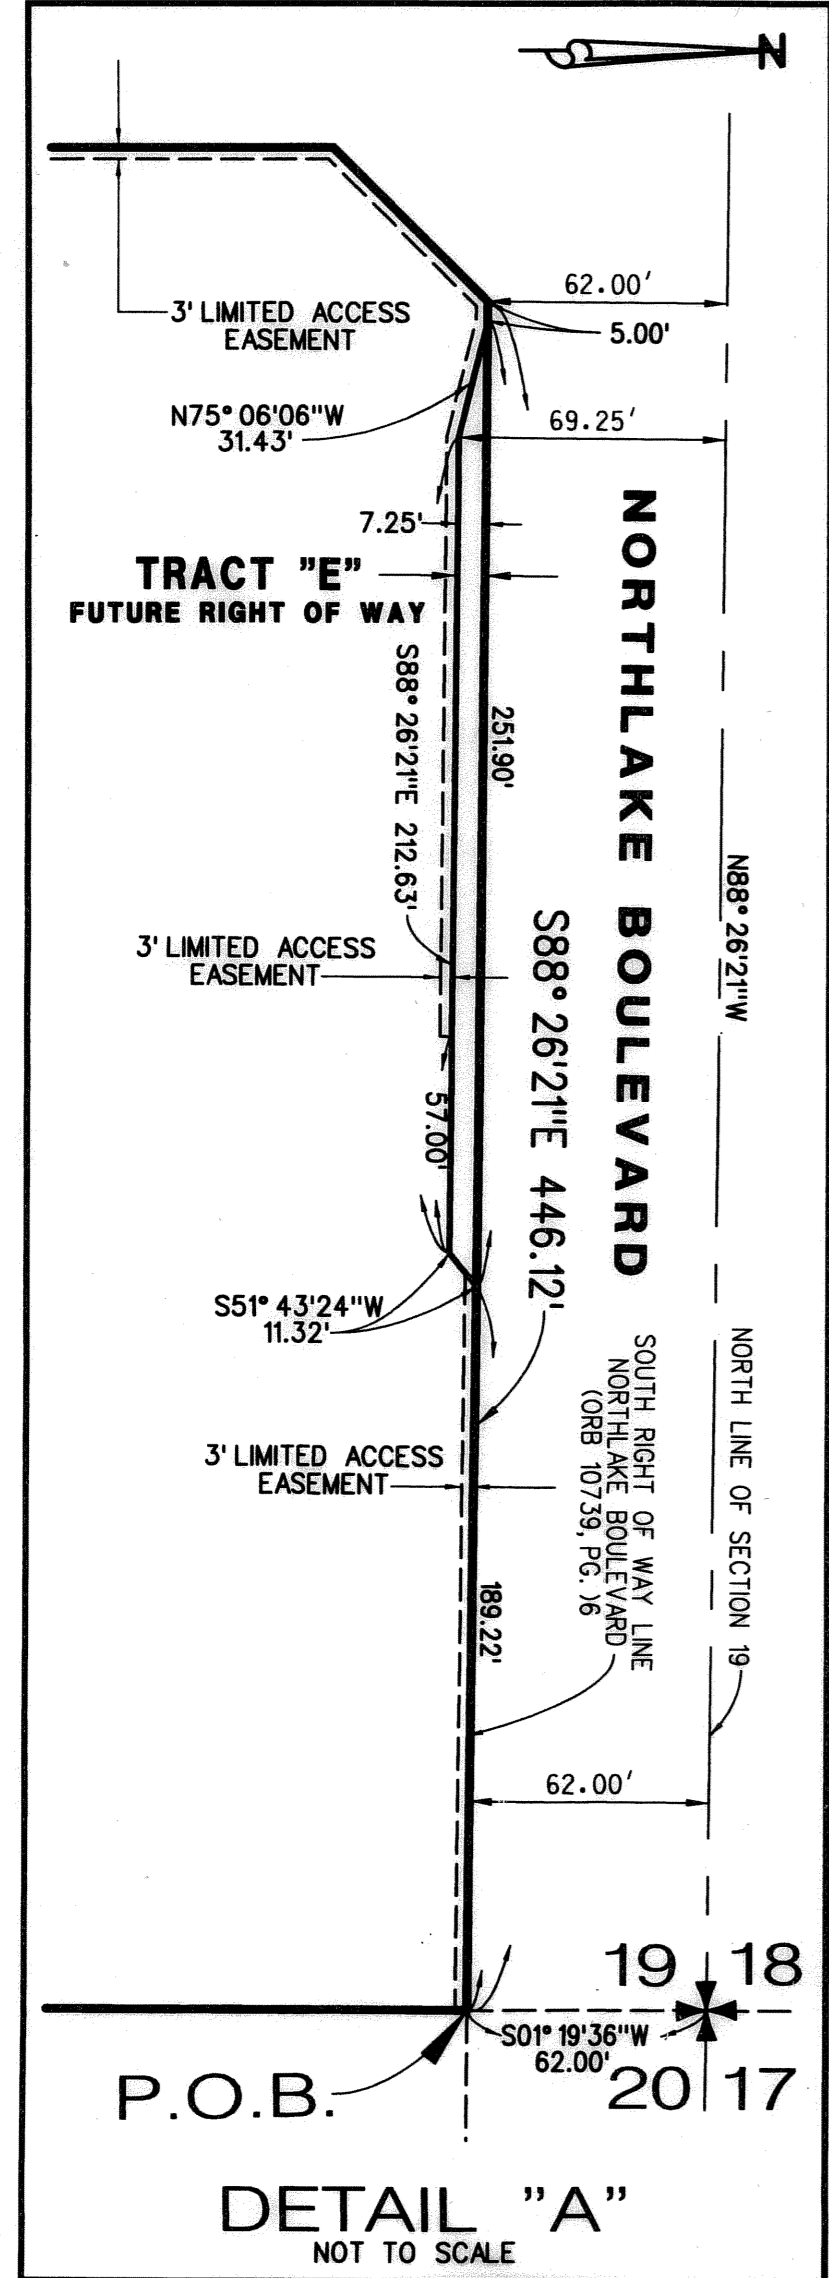 N
62.00'
5.00'
3' LIMITED ACCESS
EASEMENT
N75° 06'06"W
31.43'
69.25'
7.25'
TRACT "E"
FUTURE RIGHT OF WAY
S88° 26'21"E 212.63'
251.90'
NORTHLAKE BOULEVARD
N88° 26'21"W
3' LIMITED ACCESS
EASEMENT
S88° 26'21"E 446.12'
57.00'
S51° 43'24"W
11.32'
SOUTH RIGHT OF WAY LINE
NORTHLAKE BOULEVARD
(ORB 10739, PG. )6
NORTH LINE OF SECTION 19
3' LIMITED ACCESS
EASEMENT
189.22'
62.00'
19 18
S01° 19'36"W
62.00'
20 17
P.O.B.
DETAIL "A"
NOT TO SCALE